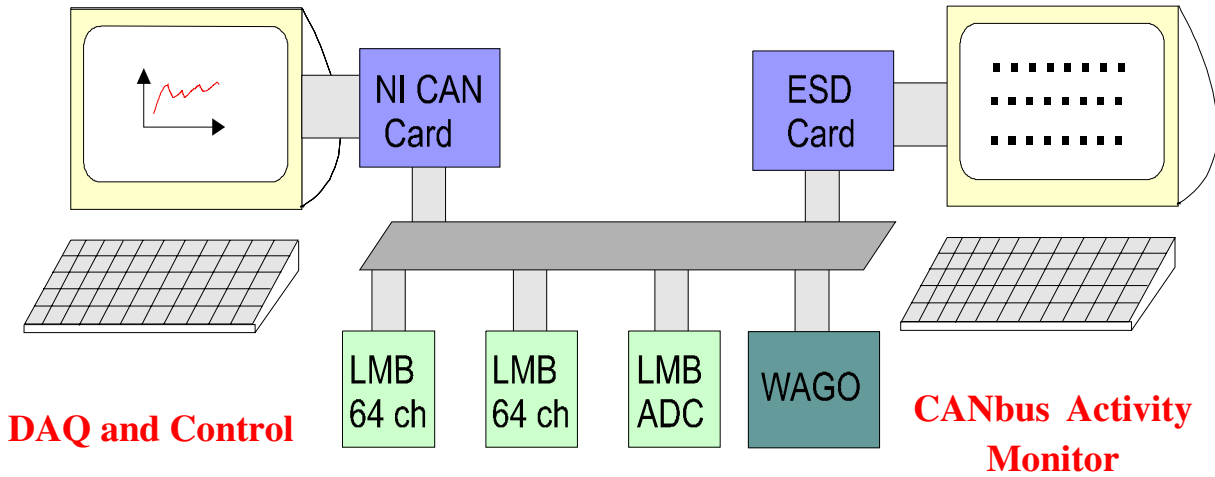 NI CAN
Card
ESD
Card
LMB
64 ch
LMB
64 ch
LMB
ADC
WAGO
DAQ and Control
CANbus Activity
Monitor